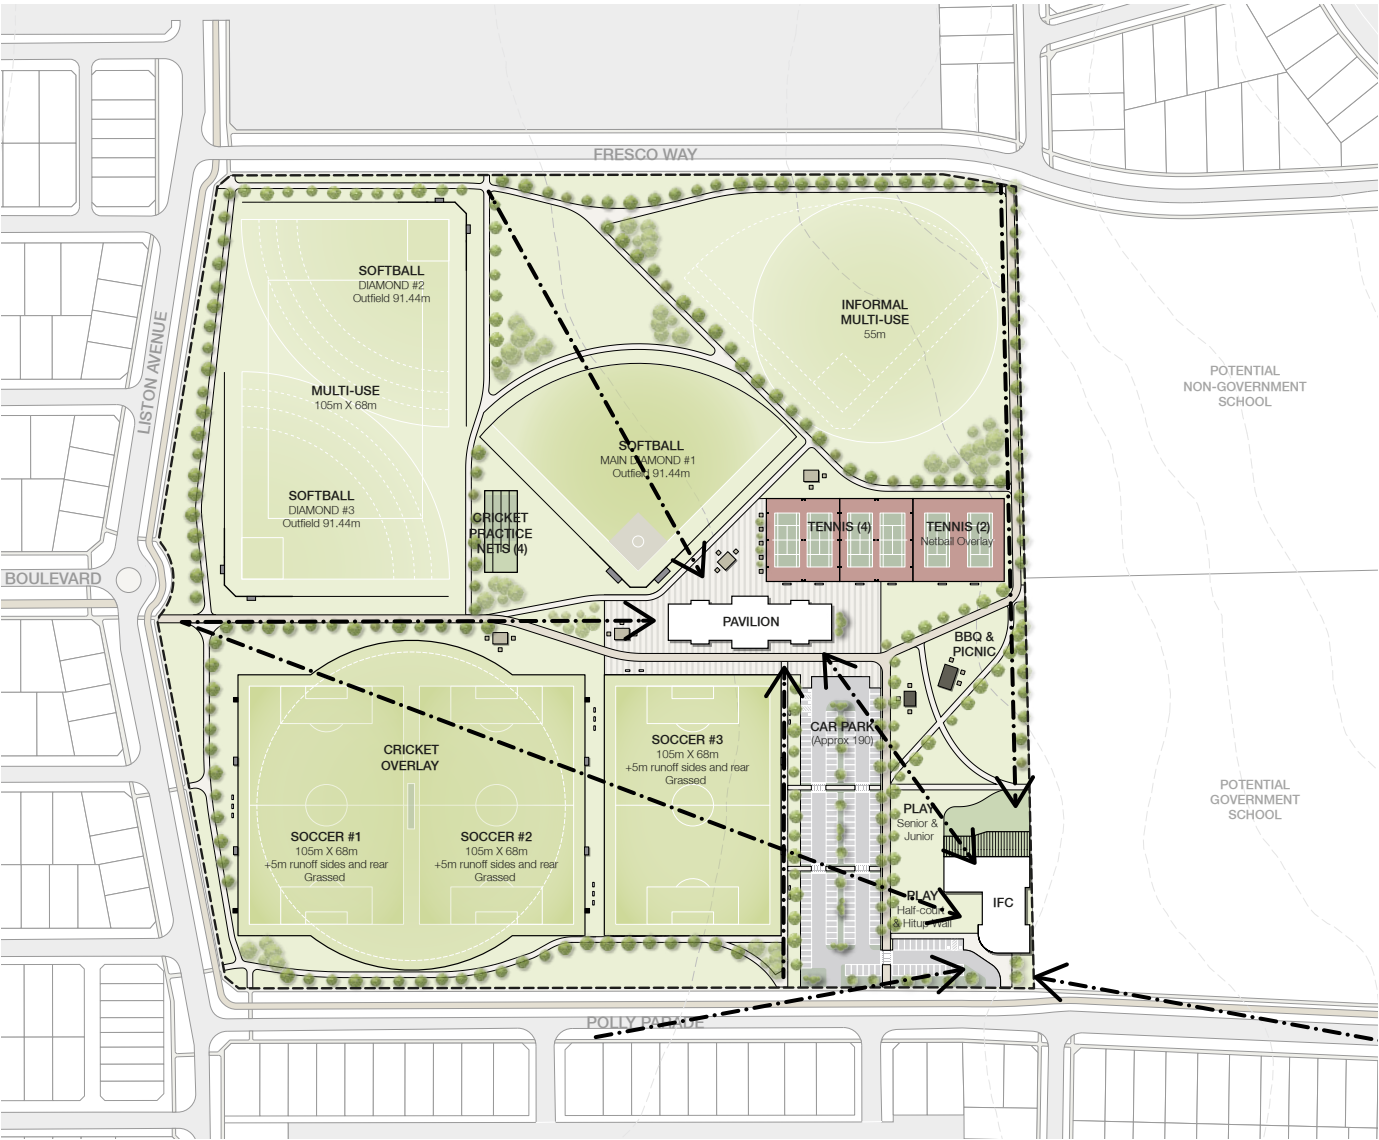 FRESCO WAY
SOFTBALL
DIAMOND #2
Outfield 91.44m
INFORMAL
MULTI-USE
55m
LISTON AVENUE
MULTI-USE
105m X 68m
POTENTIAL
NON-GOVERNMENT
SCHOOL
SOFTBALL
MAIN DIAMOND #1
Outfield 91.44m
SOFTBALL
DIAMOND #3
Outfield 91.44m
CRICKET
PRACTICE
NETS (4)
TENNIS (4)
TENNIS (2)
Netball Overlay
BOULEVARD
PAVILION
BBQ &
PICNIC
CAR PARK
(Approx 190)
CRICKET
OVERLAY
SOCCER #3
105m X 68m
+5m runoff sides and rear
Grassed
POTENTIAL
GOVERNMENT
SCHOOL
PLAY
Senior &
Junior
SOCCER #1
105m X 68m
+5m runoff sides and rear
Grassed
SOCCER #2
105m X 68m
+5m runoff sides and rear
Grassed
PLAY
Half-court
& Hitup Wall
IFC
POLLY PARADE